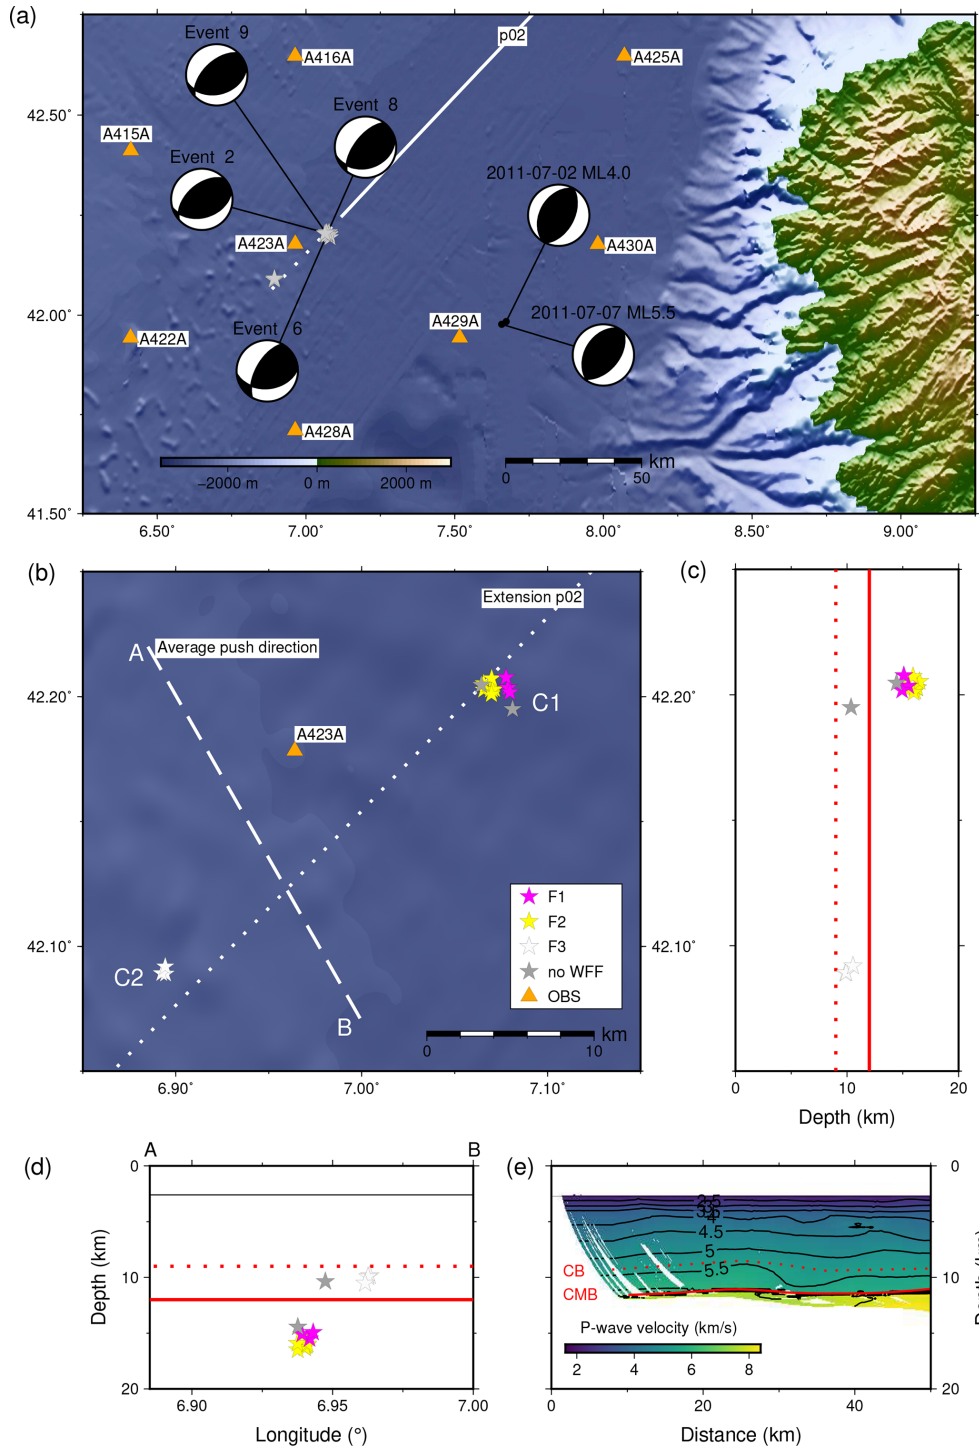 (a)
Event 9
A416A
p02
A425A
42.50°
Event 8
A415A
Event 2
2011-07-02 ML4.0
A423A
A430A
42.00°
A422A
Event 6
A429A
2011-07-07 ML5.5
A428A
−2000 m 0 m 2000 m
km
0 50
41.50°
6.50° 7.00° 7.50° 8.00° 8.50° 9.00°
(b)
Extension p02
A
Average push direction
42.20°
C1
A423A
F1
F2
F3
no WFF
OBS
42.10°
C2
B
km
0 10
6.90° 7.00° 7.10°
(c)
42.20°
42.10°
0 10 20
Depth (km)
(d)
A B
0
10
20
Depth (km)
6.90 6.95 7.00
Longitude (°)
(e)
0
10
20
4
4.5
5
5.5
CB
CMB
P-wave velocity (km/s)
2 4 6 8
0 20 40
Distance (km)